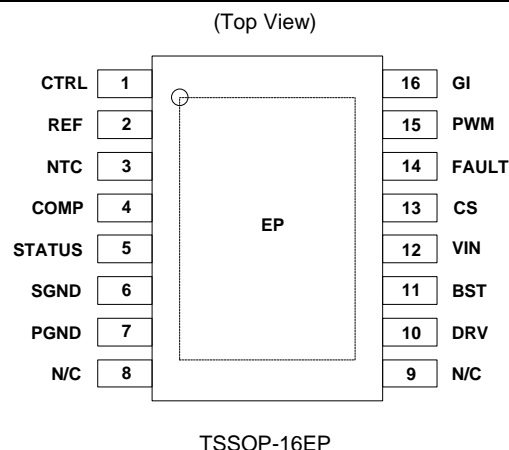 (Top View)
CTRL 1 16 GI
REF 2 15 PWM
NTC 3 14 FAULT
COMP 4 13 CS
EP
STATUS 5 12 VIN
SGND 6 11 BST
PGND 7 10 DRV
N/C 8 9 N/C
TSSOP-16EP